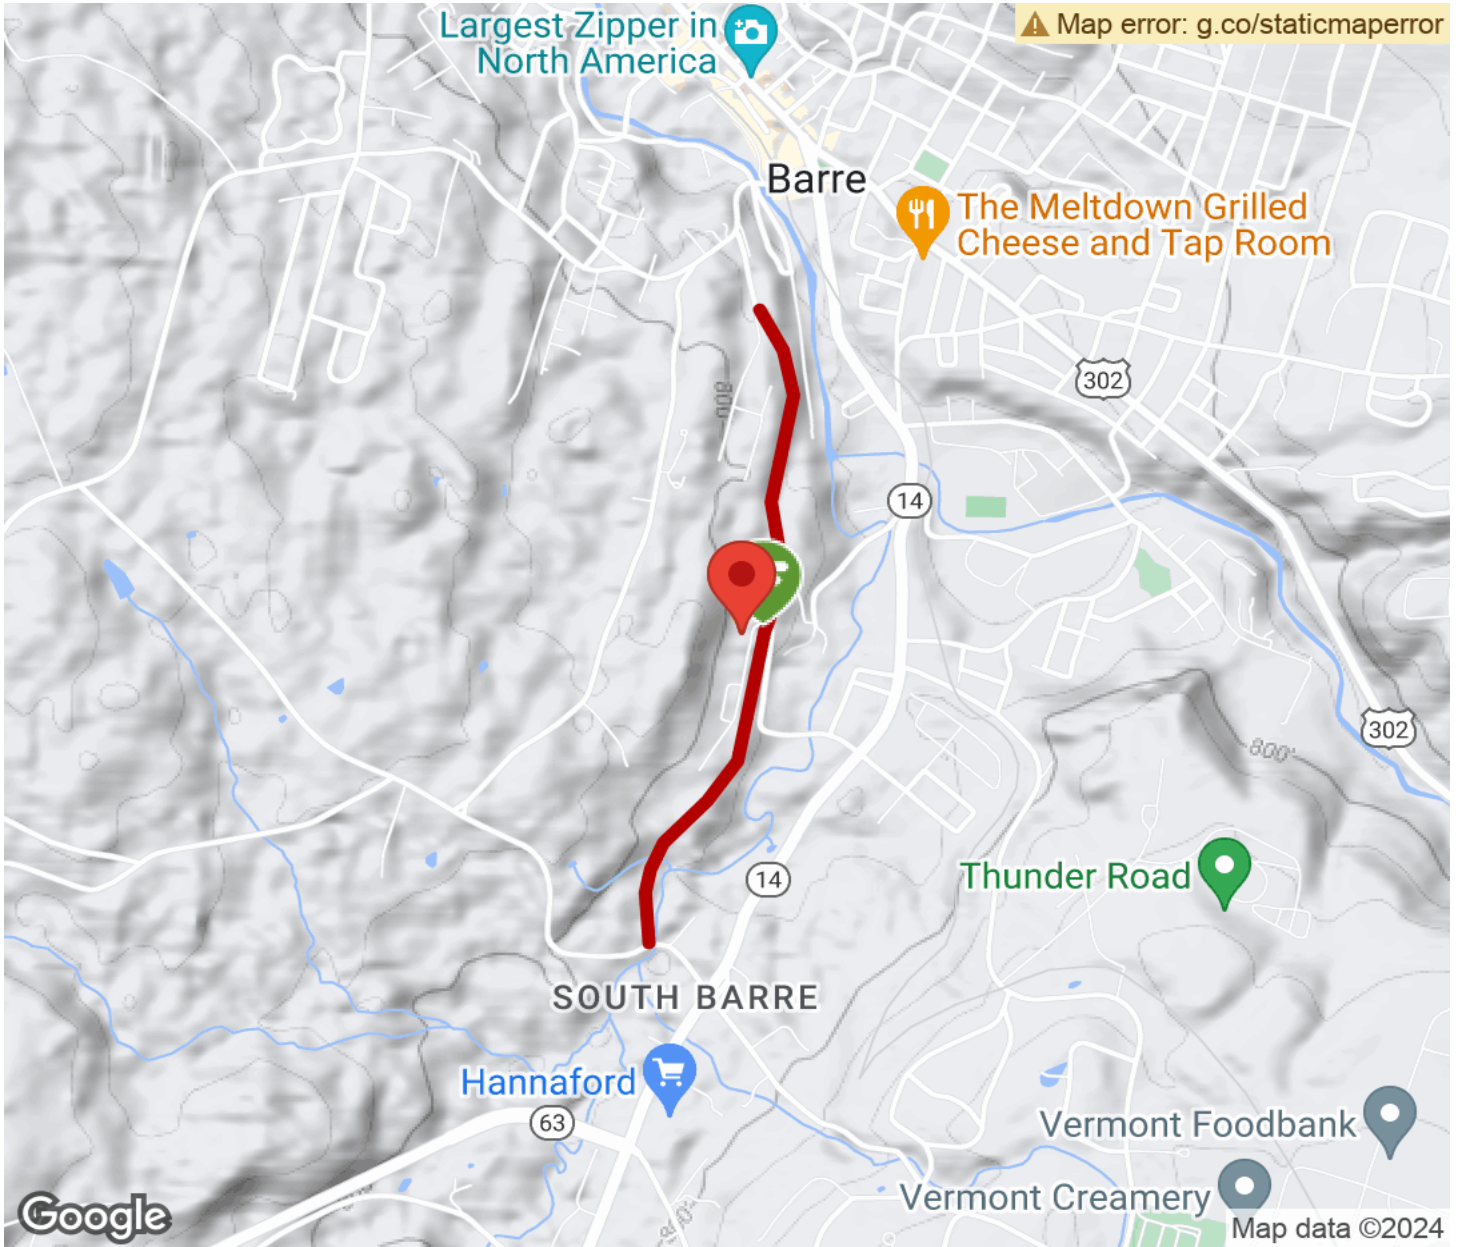 Largest Zipper in
North America
Map error: g.co/staticmaperror
Barre
The Meltdown Grilled
Cheese and Tap Room
302
800
14
302
800'
14
Thunder Road
SOUTH BARRE
Hannaford
63
Vermont Foodbank
Vermont Creamery
Google
Map data ©2024